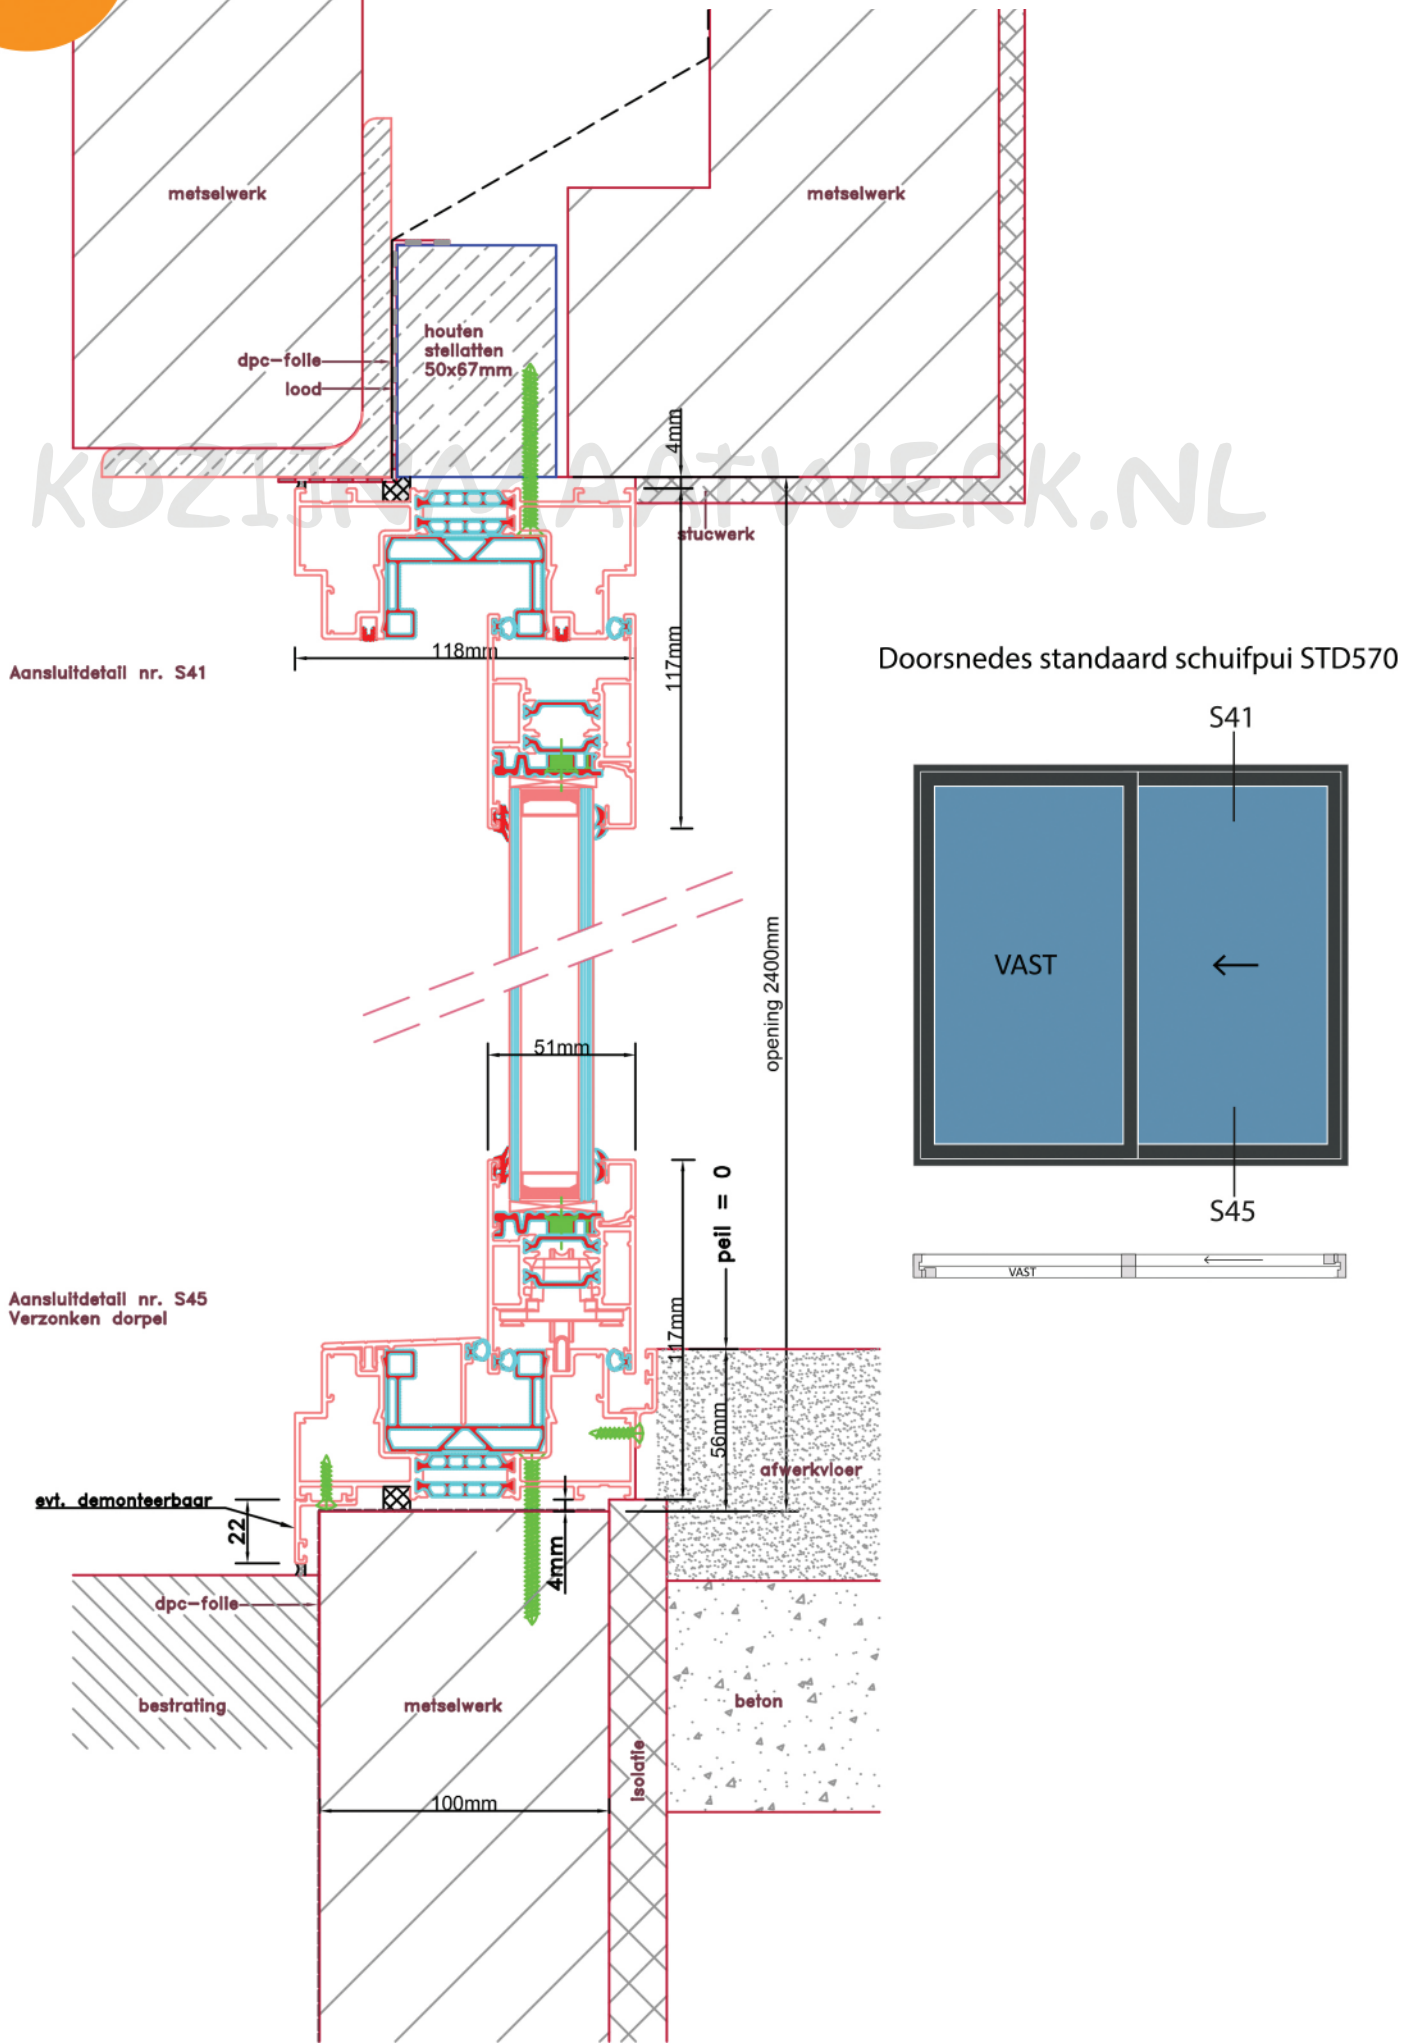 metselwerk
metselwerk
houten
stellatten
50x67mm
dpc-folie
lood
4mm
KOZIJNMAATWERK.NL
stucwerk
118mm
117mm
Aansluitdetail nr. S41
Doorsnedes standaard schuifpui STD570
S41
VAST
opening 2400mm
51mm
peil = 0
S45
VAST
Aansluitdetail nr. S45
Verzonken dorpel
117mm
56mm
afwerkvloer
evt. demonteerbaar
22
4mm
dpc-folie
bestrating
metselwerk
beton
isolatie
100mm